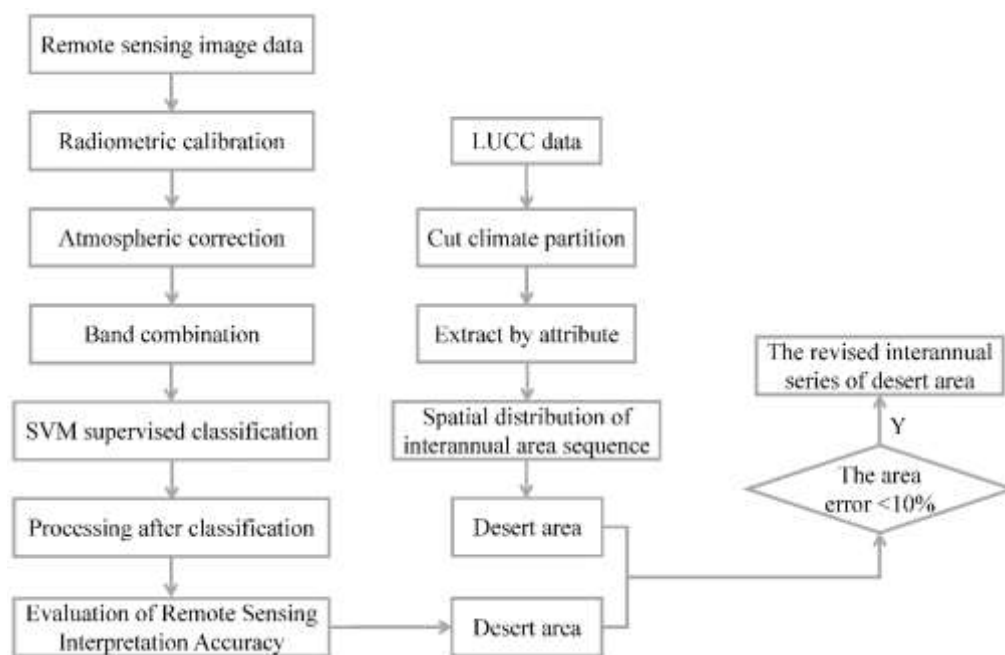 Remote sensing image data
Radiometric calibration
Atmospheric correction
Band combination
SVM supervised classification
Processing after classification
Evaluation of Remote Sensing
Interpretation Accuracy
LUCC data
Cut climate partition
Extract by attribute
Spatial distribution of
interannual area sequence
Desert area
Desert area
The revised interannual
series of desert area
Y
The area
error <10%